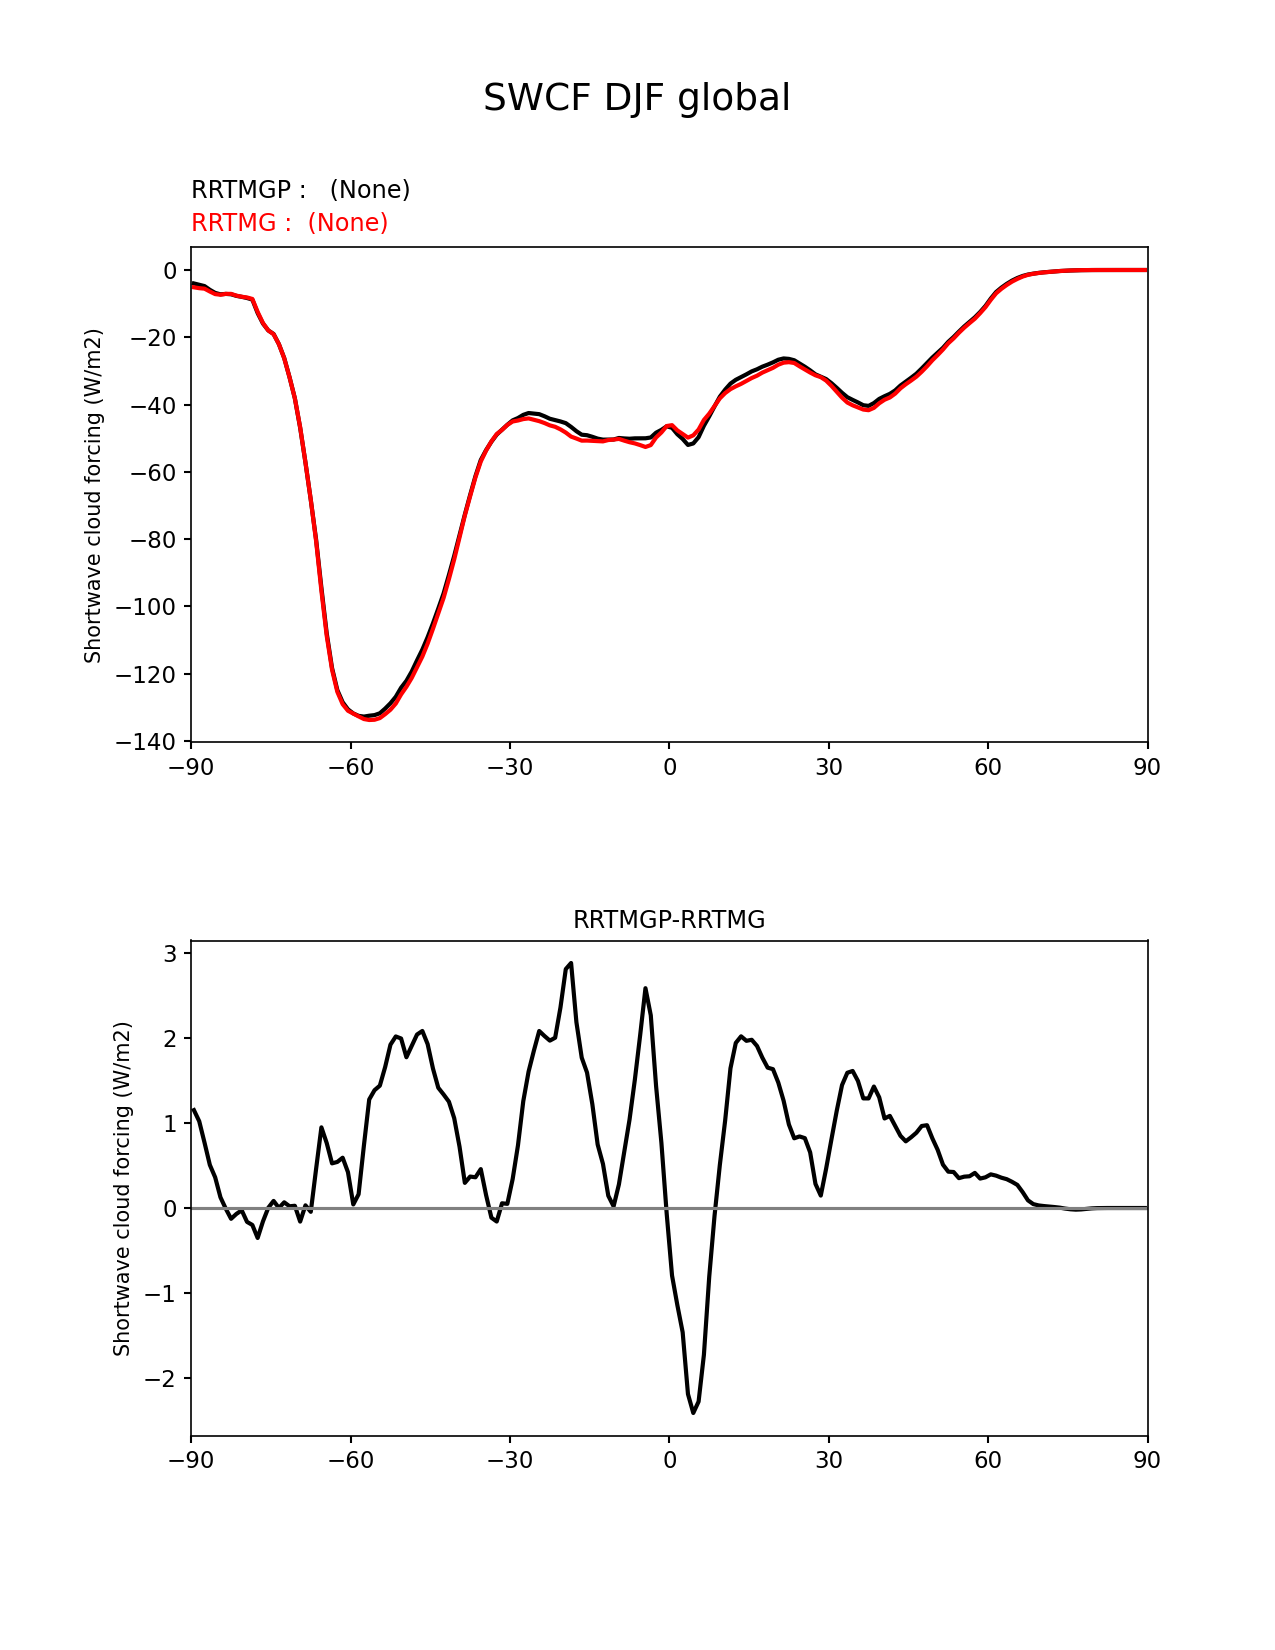 SWCF DJF global
RRTMGP :   (None)
RRTMG :  (None)
0
−20
−40
−60
−80
−100
−120
−140
Shortwave cloud forcing (W/m2)
−90 −60 −30 0 30 60 90
RRTMGP-RRTMG
3
2
1
0
−1
−2
Shortwave cloud forcing (W/m2)
−90 −60 −30 0 30 60 90